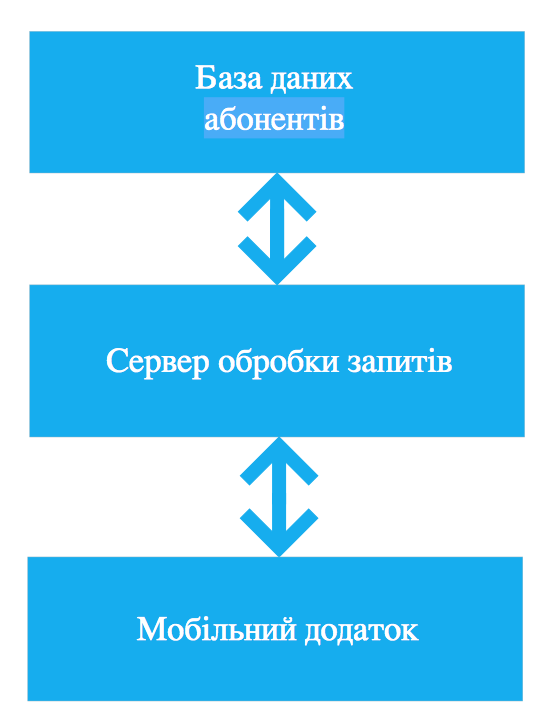 База даних
абонентів
Сервер обробки запитів
Мобільний додаток